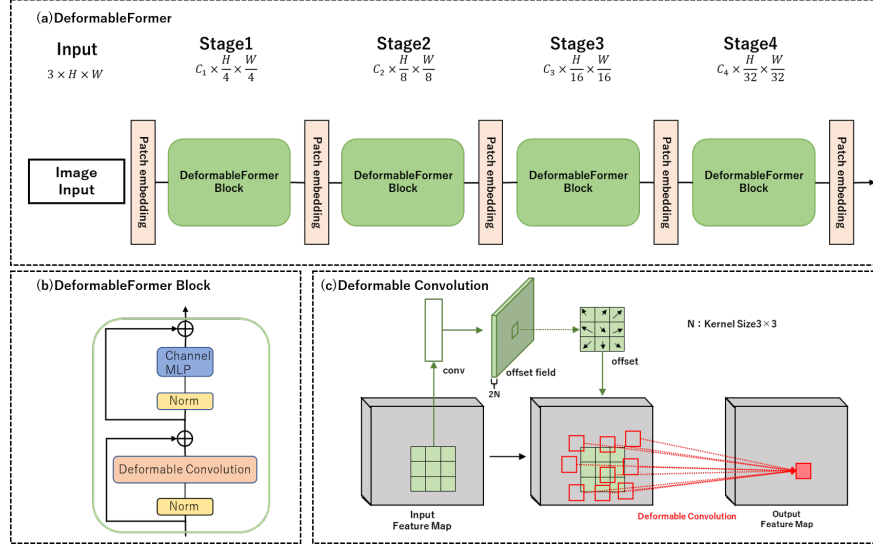 (a)DeformableFormer
Input
3 × H × W
Stage1
C₁ × H/4 × W/4
Stage2
C₂ × H/8 × W/8
Stage3
C₃ × H/16 × W/16
Stage4
C₄ × H/32 × W/32
Image
Input
Patch embedding
DeformableFormer
Block
Patch embedding
DeformableFormer
Block
Patch embedding
DeformableFormer
Block
Patch embedding
DeformableFormer
Block
Patch embedding
(b)DeformableFormer Block
Channel
MLP
Norm
Deformable Convolution
Norm
(c)Deformable Convolution
N：Kernel Size3×3
conv
offset field
offset
2N
Input
Feature Map
Deformable Convolution
Output
Feature Map